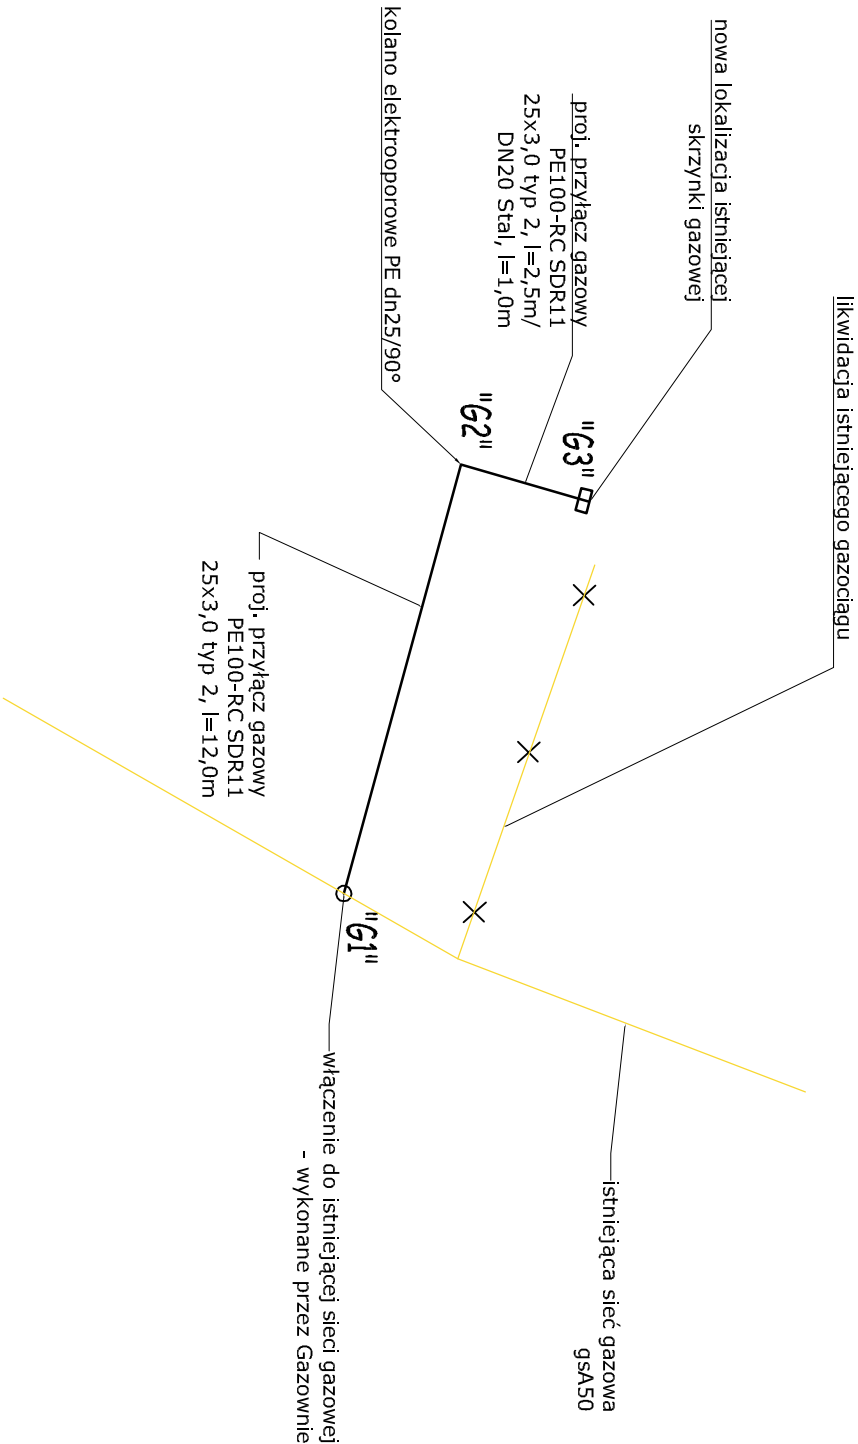 likwidacja istniejącego gazociągu
nowa lokalizacja istniejącej
skrzynki gazowej
proj. przyłącz gazowy
PE100-RC SDR11
25x3,0 typ 2, l=2,5m/
DN20 Stal, l=1,0m
kolano elektrooporowe PE dn25/90°
"G3"
"G2"
proj. przyłącz gazowy
PE100-RC SDR11
25x3,0 typ 2, l=12,0m
"G1"
istniejąca sieć gazowa
gsA50
włączenie do istniejącej sieci gazowej
- wykonane przez Gazownie